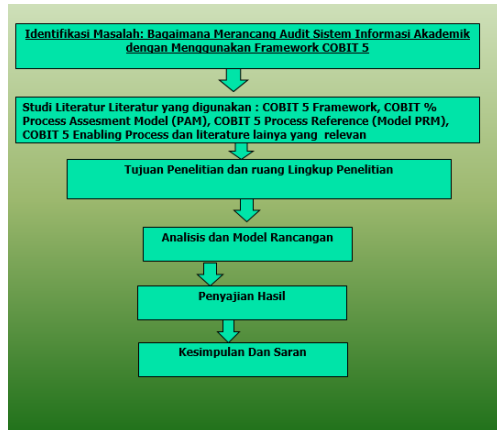 Identifikasi Masalah: Bagaimana Merancang Audit Sistem Informasi Akademik
dengan Menggunakan Framework COBIT 5
Studi Literatur Literatur yang digunakan : COBIT 5 Framework, COBIT %
Process Assesment Model (PAM), COBIT 5 Process Reference (Model PRM),
COBIT 5 Enabling Process dan literature lainya yang  relevan
Tujuan Penelitian dan ruang Lingkup Penelitian
Analisis dan Model Rancangan
Penyajian Hasil
Kesimpulan Dan Saran